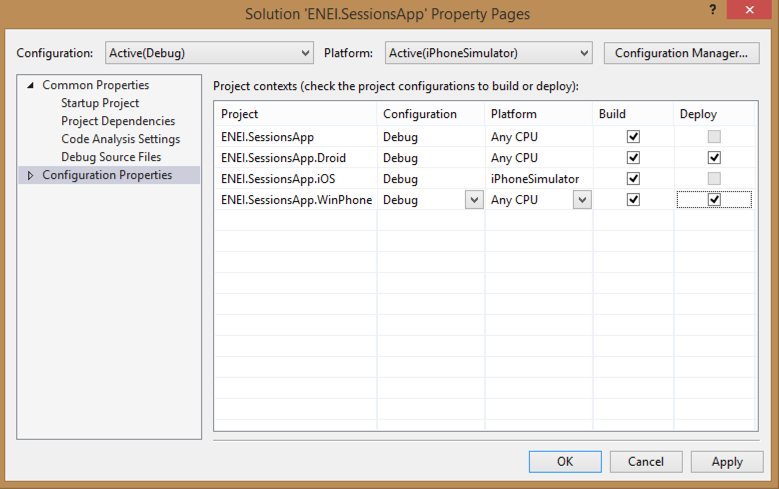 Solution 'ENEI.SessionsApp' Property Pages
?
Configuration: Active(Debug) Platform: Active(iPhoneSimulator) Configuration Manager...
Common Properties
Startup Project
Project Dependencies
Code Analysis Settings
Debug Source Files
Configuration Properties
Project contexts (check the project configurations to build or deploy):
Project Configuration Platform Build Deploy
ENEI.SessionsApp Debug Any CPU
ENEI.SessionsApp.Droid Debug Any CPU
ENEI.SessionsApp.iOS Debug iPhoneSimulator
ENEI.SessionsApp.WinPhone Debug Any CPU
OK Cancel Apply